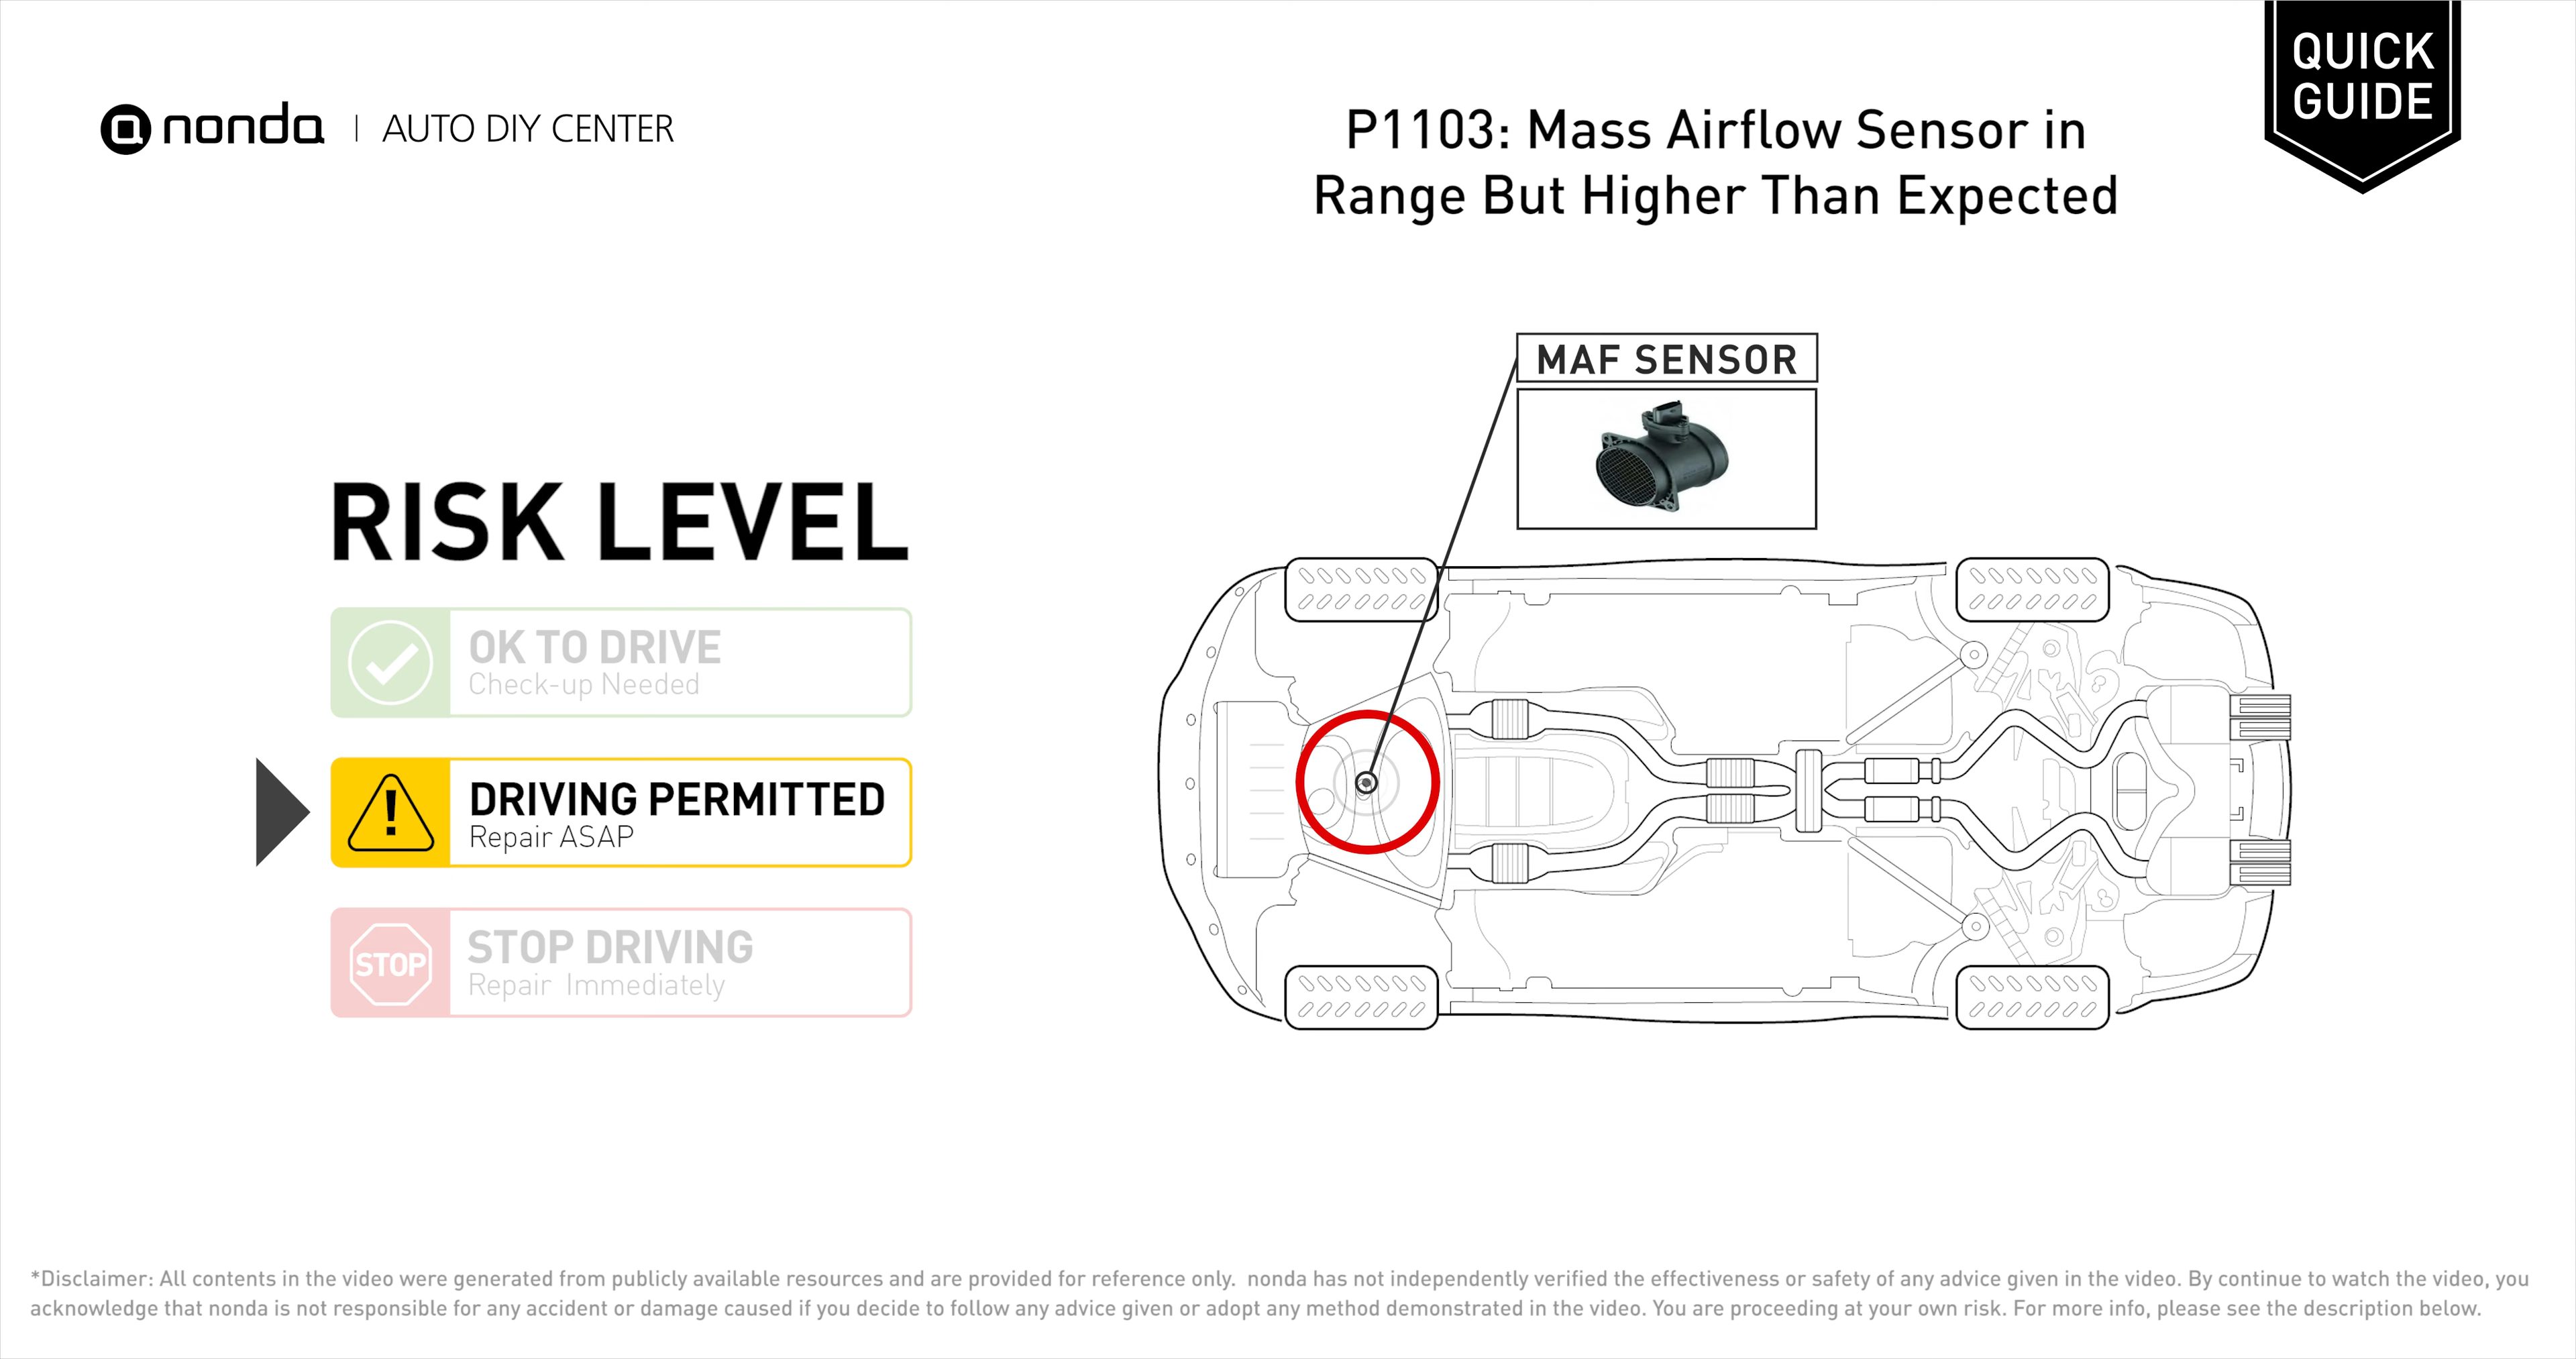 nonda | AUTO DIY CENTER
P1103: Mass Airflow Sensor in
Range But Higher Than Expected
QUICK
GUIDE
MAF SENSOR
RISK LEVEL
OK TO DRIVE
Check-up Needed
DRIVING PERMITTED
Repair ASAP
STOP
STOP DRIVING
Repair Immediately
*Disclaimer: All contents in the video were generated from publicly available resources and are provided for reference only. nonda has not independently verified the effectiveness or safety of any advice given in the video. By continue to watch the video, you
acknowledge that nonda is not responsible for any accident or damage caused if you decide to follow any advice given or adopt any method demonstrated in the video. You are proceeding at your own risk. For more info, please see the description below.